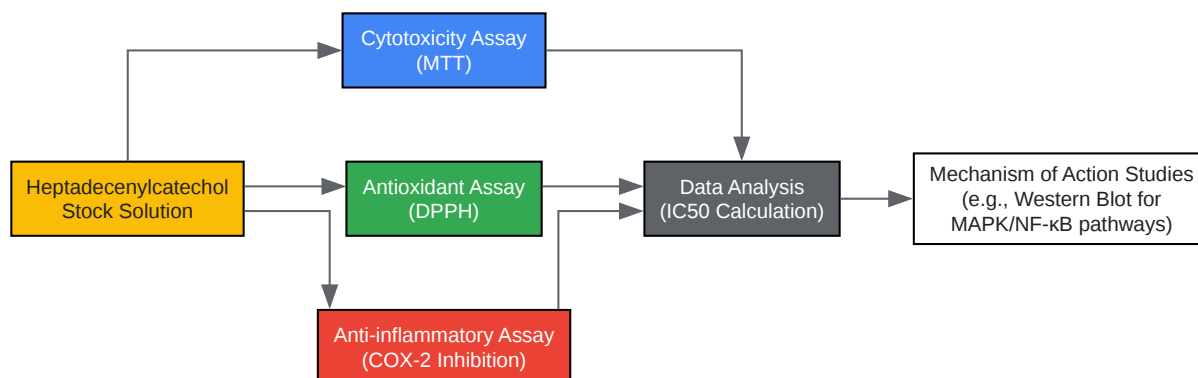 Cytotoxicity Assay
(MTT)
Heptadecenylcatechol
Stock Solution
Antioxidant Assay
(DPPH)
Data Analysis
(IC50 Calculation)
Mechanism of Action Studies
(e.g., Western Blot for
MAPK/NF-κB pathways)
Anti-inflammatory Assay
(COX-2 Inhibition)